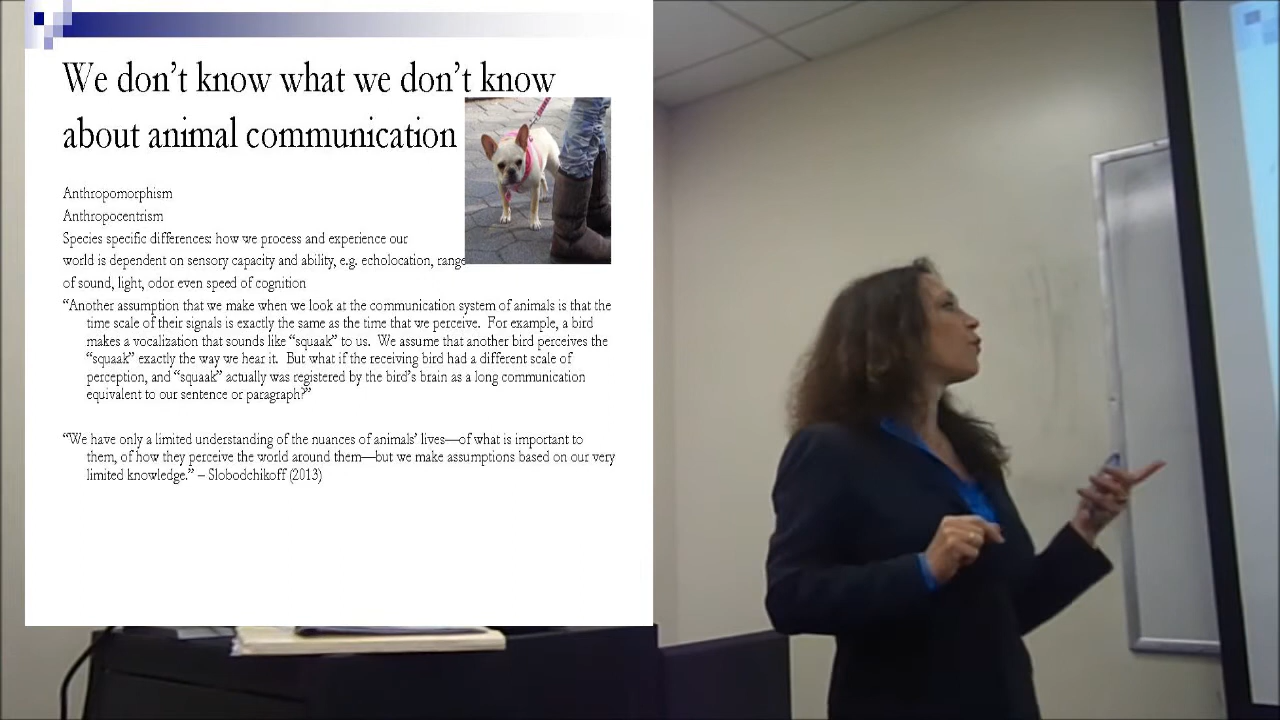 We don't know what we don't know
about animal communication
Anthropomorphism
Anthropocentrism
Species specific differences: how we process and experience our
world is dependent on sensory capacity and ability, e.g. echolocation, range
of sound, light, odor even speed of cognition
“Another assumption that we make when we look at the communication system of animals is that the
time scale of their signals is exactly the same as the time that we perceive. For example, a bird
makes a vocalization that sounds like “squaak” to us. We assume that another bird perceives the
“squaak” exactly the way we hear it. But what if the receiving bird had a different scale of
perception, and “squaak” actually was registered by the bird's brain as a long communication
equivalent to our sentence or paragraph?”
“We have only a limited understanding of the nuances of animals' lives—of what is important to
them, of how they perceive the world around them—but we make assumptions based on our very
limited knowledge.” – Slobodchikoff (2013)